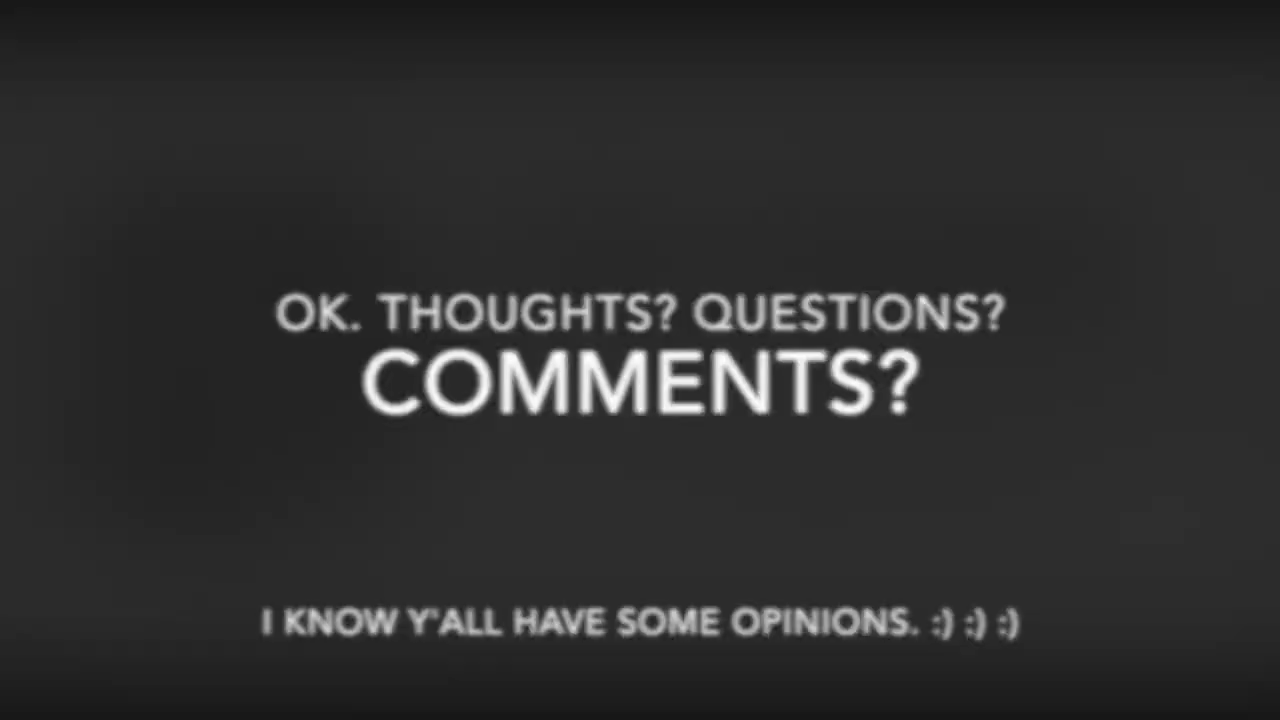 OK. THOUGHTS? QUESTIONS?
COMMENTS?
I KNOW Y'ALL HAVE SOME OPINIONS. :) :) :)